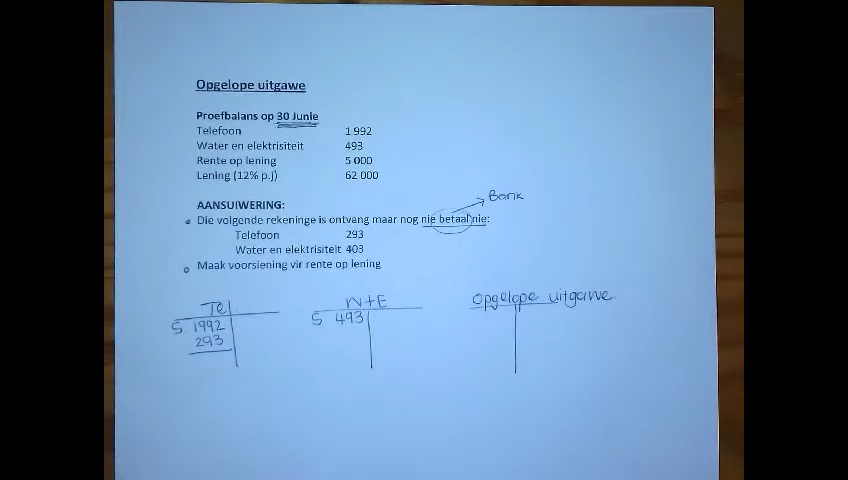 Opgelope uitgawe
Proefbalans op 30 Junie
Telefoon 1 992
Water en elektrisiteit 493
Rente op lening 5 000
Lening (12% p.j) 62 000
Bank
AANSUIWERING:
Die volgende rekeninge is ontvang maar nog nie betaal nie:
Telefoon 293
Water en elektrisiteit 403
Maak voorsiening vir rente op lening
Tel W+E Opgelope uitgawe
S 1992 S 493
293